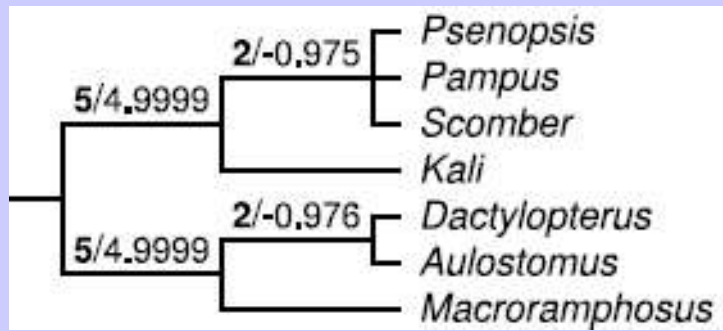 Psenopsis
2/-0.975
Pampus
5/4.9999
Scomber
Kali
2/-0.976
Dactylopterus
5/4.9999
Aulostomus
Macroramphosus